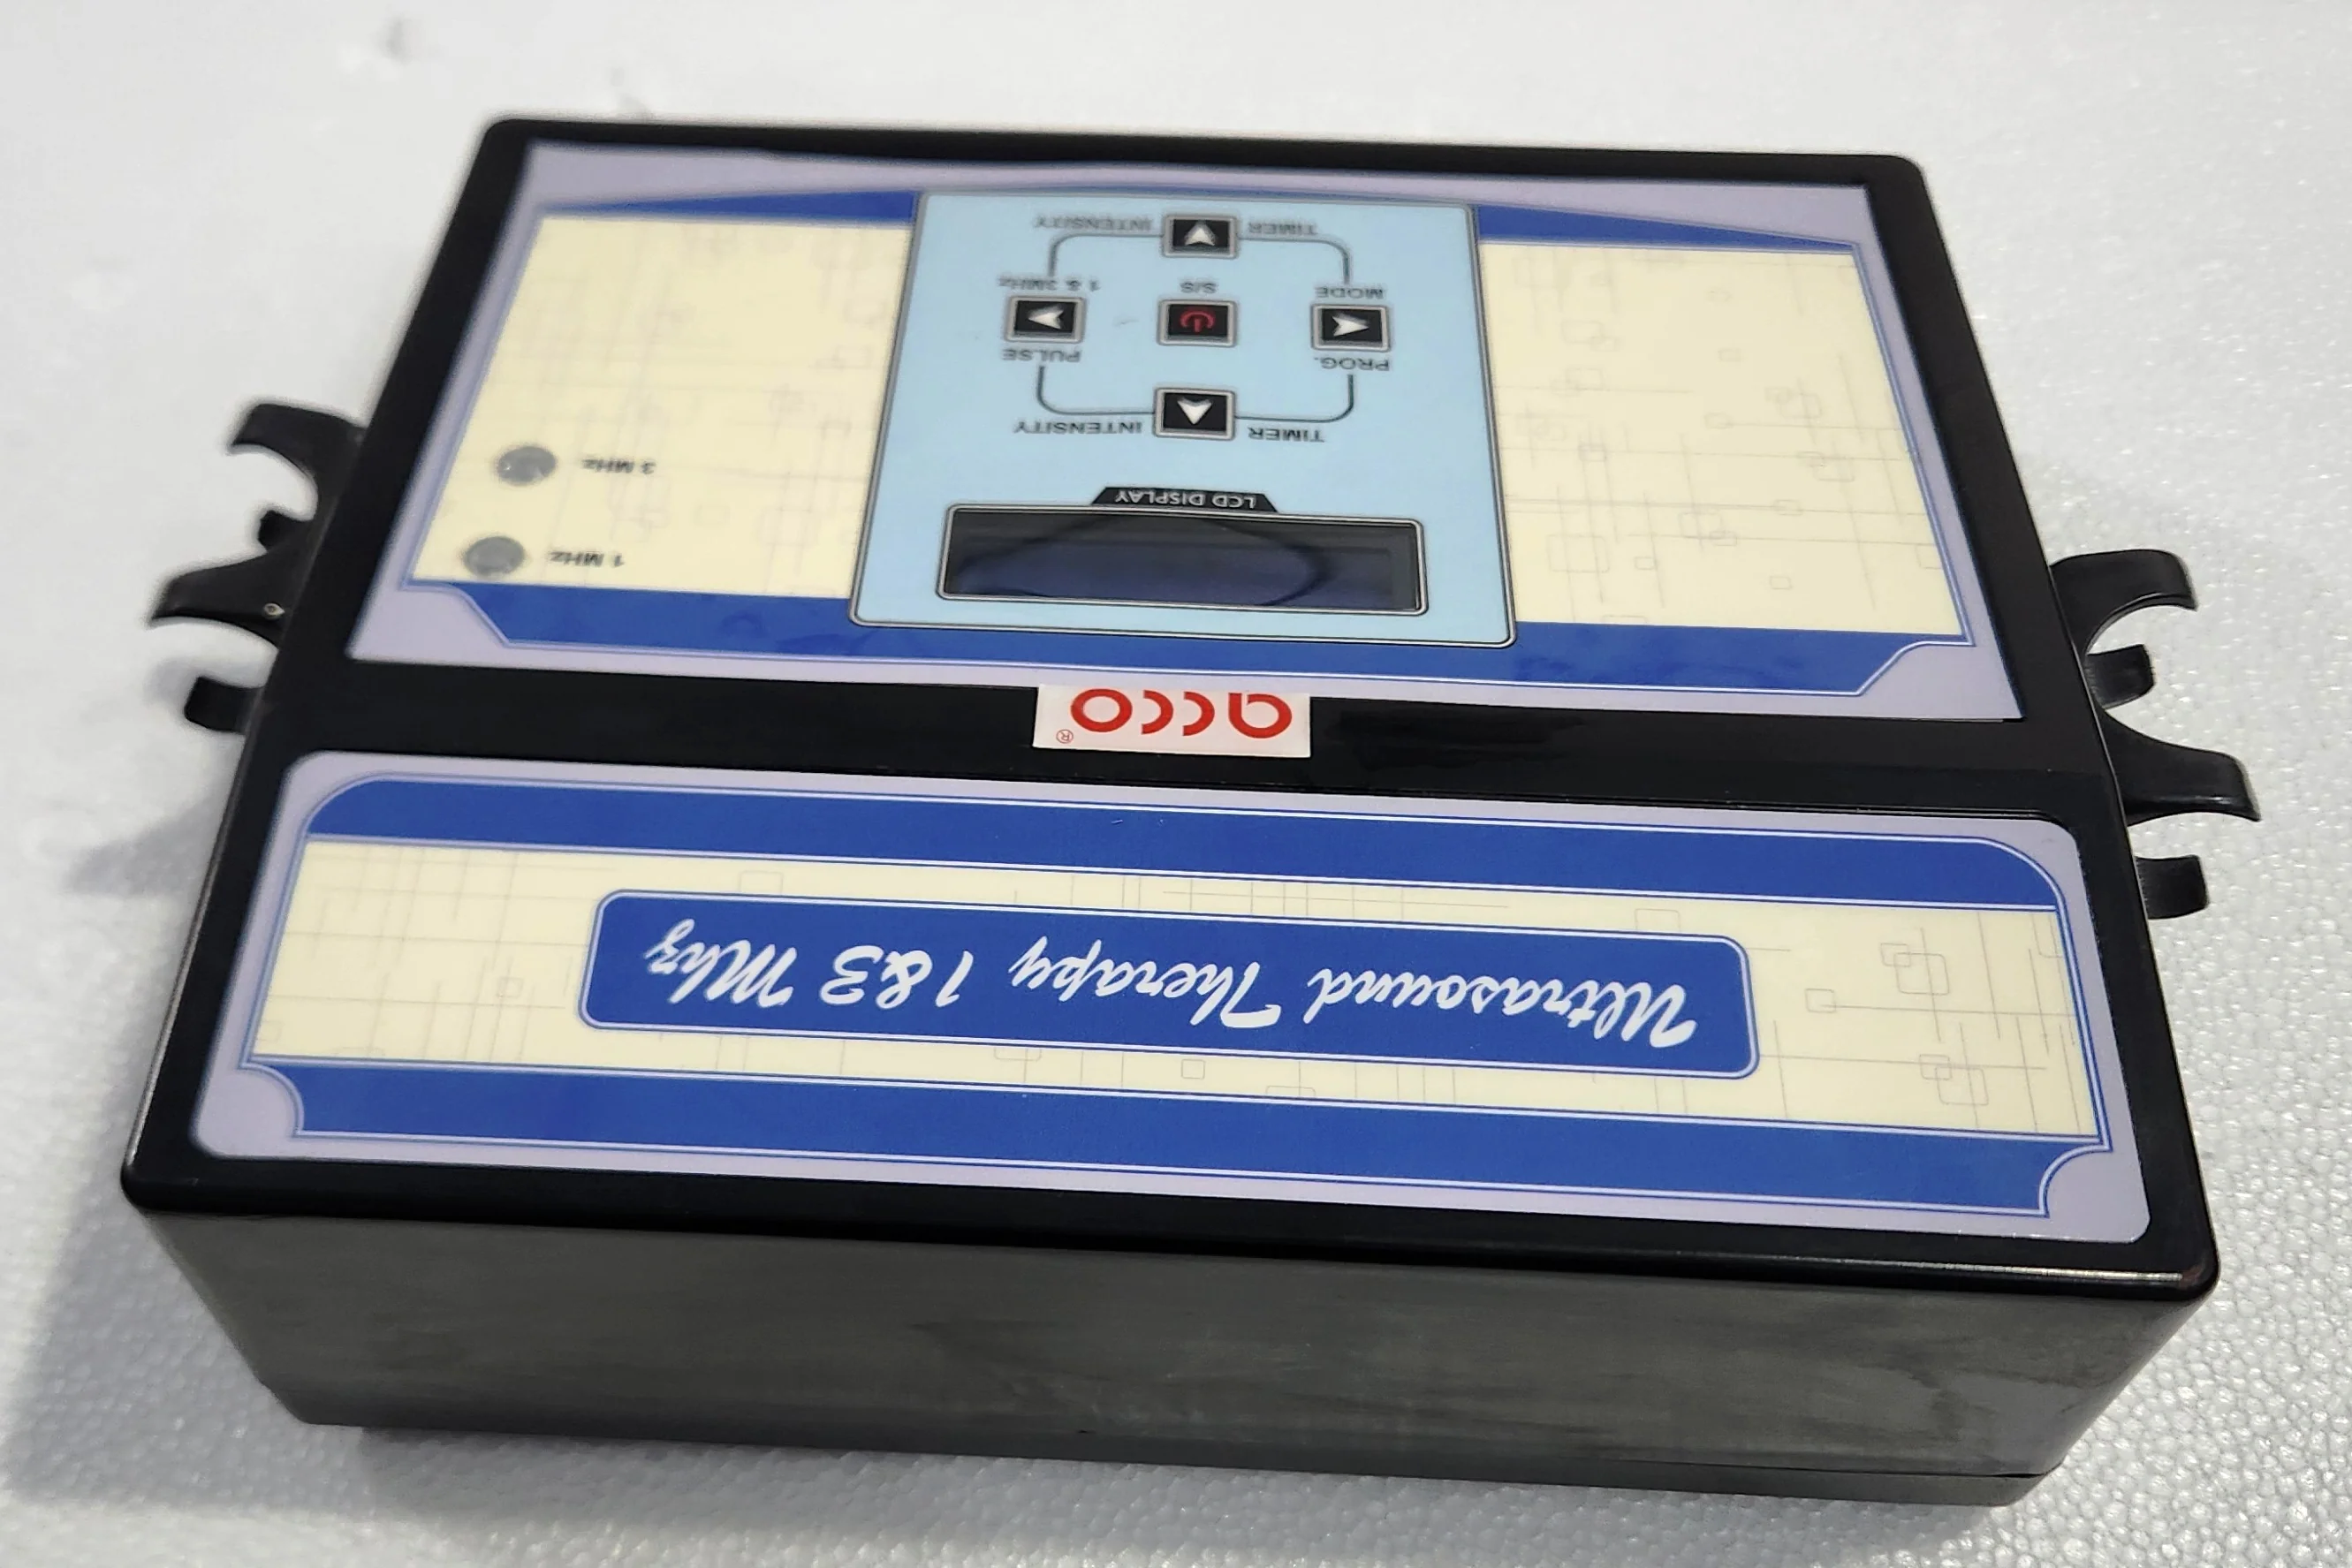 Ultrasound Therapy 1&3 Mhz
acco®
LCD DISPLAY
1 MHz
3 MHz
TIMER INTENSITY
PROG. PULSE
MODE S/S 1 & 3MHz
TIMER INTENSITY